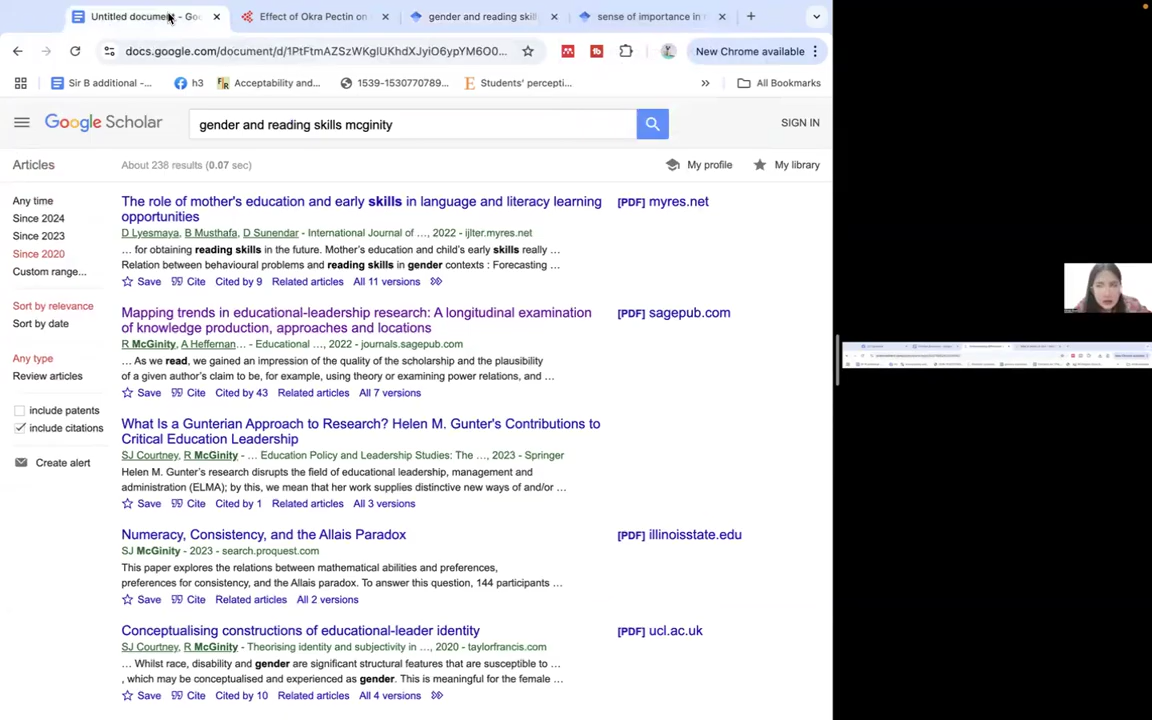 Untitled document - Goo
Effect of Okra Pectin on
gender and reading skill
sense of importance in r
docs.google.com/document/d/1PtFtmAZSzWKglUKhdXJyiO6ypYM6O0...
New Chrome available
Sir B additional -...
h3
Acceptability and...
1539-1530770789...
Students' percepti...
All Bookmarks
Google Scholar
gender and reading skills mcginity
SIGN IN
Articles
About 238 results (0.07 sec)
My profile
My library
Any time
Since 2024
Since 2023
Since 2020
Custom range...
Sort by relevance
Sort by date
Any type
Review articles
include patents
include citations
Create alert
The role of mother's education and early skills in language and literacy learning
opportunities
[PDF] myres.net
D Lyesmaya, B Musthafa, D Sunendar - International Journal of …, 2022 - ijlter.myres.net
… for obtaining reading skills in the future. Mother's education and child's early skills really …
Relation between behavioural problems and reading skills in gender contexts : Forecasting …
Save Cite Cited by 9 Related articles All 11 versions
Mapping trends in educational-leadership research: A longitudinal examination
of knowledge production, approaches and locations
[PDF] sagepub.com
R McGinity, A Heffernan… - Educational …, 2022 - journals.sagepub.com
… As we read, we gained an impression of the quality of the scholarship and the plausibility
of a given author's claim to be, for example, using theory or examining power relations, and …
Save Cite Cited by 43 Related articles All 7 versions
What Is a Gunterian Approach to Research? Helen M. Gunter's Contributions to
Critical Education Leadership
SJ Courtney, R McGinity - … Education Policy and Leadership Studies: The …, 2023 - Springer
Helen M. Gunter's research disrupts the field of educational leadership, management and
administration (ELMA); by this, we mean that her work supplies distinctive new ways of and/or …
Save Cite Cited by 1 Related articles All 3 versions
Numeracy, Consistency, and the Allais Paradox
[PDF] illinoisstate.edu
SJ McGinity - 2023 - search.proquest.com
This paper explores the relations between mathematical abilities and preferences,
preferences for consistency, and the Allais paradox. To answer this question, 144 participants …
Save Cite Related articles All 2 versions
Conceptualising constructions of educational-leader identity
[PDF] ucl.ac.uk
SJ Courtney, R McGinity - Theorising identity and subjectivity in …, 2020 - taylorfrancis.com
… Whilst race, disability and gender are significant structural features that are susceptible to …
, which may be conceptualised and experienced as gender. This is meaningful for the female …
Save Cite Cited by 10 Related articles All 4 versions